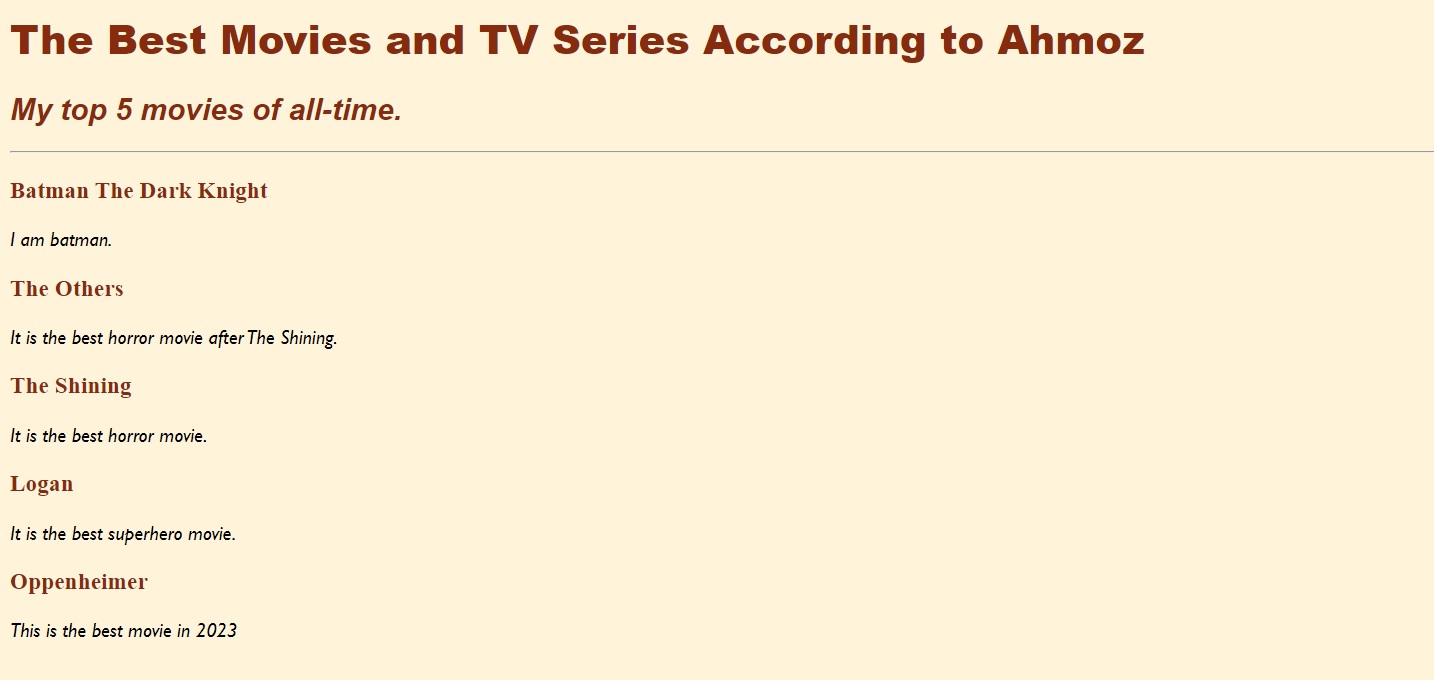 The Best Movies and TV Series According to Ahmoz
My top 5 movies of all-time.
Batman The Dark Knight
I am batman.
The Others
It is the best horror movie after The Shining.
The Shining
It is the best horror movie.
Logan
It is the best superhero movie.
Oppenheimer
This is the best movie in 2023